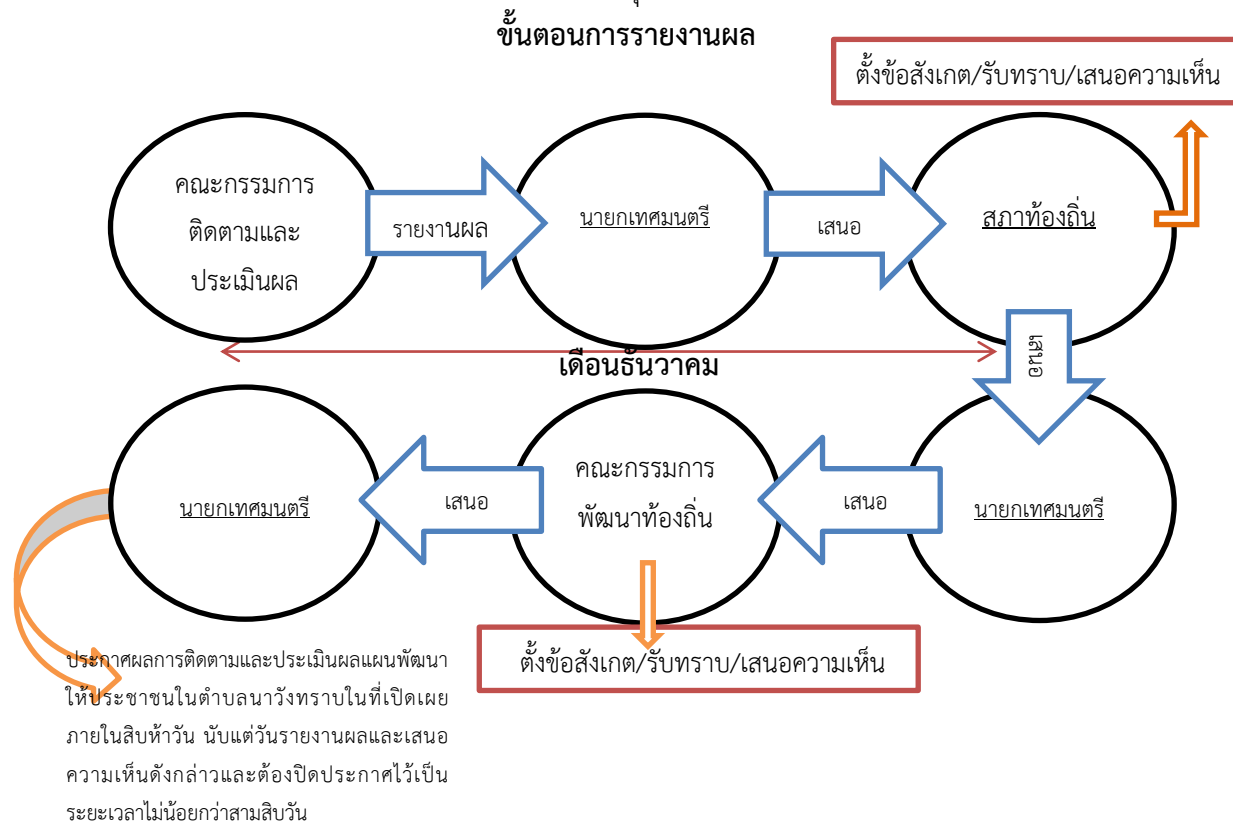 ขั้นตอนการรายงานผล
ตั้งข้อสังเกต/รับทราบ/เสนอความเห็น
คณะกรรมการ
ติดตามและ
ประเมินผล
รายงานผล
นายกเทศมนตรี
เสนอ
สภาท้องถิ่น
เสนอ
เดือนธันวาคม
นายกเทศมนตรี
เสนอ
คณะกรรมการ
พัฒนาท้องถิ่น
เสนอ
นายกเทศมนตรี
ตั้งข้อสังเกต/รับทราบ/เสนอความเห็น
ประกาศผลการติดตามและประเมินผลแผนพัฒนา
ให้ประชาชนในตำบลนาวังทราบในที่เปิดเผย
ภายในสิบห้าวัน นับแต่วันรายงานผลและเสนอ
ความเห็นดังกล่าวและต้องปิดประกาศไว้เป็น
ระยะเวลาไม่น้อยกว่าสามสิบวัน